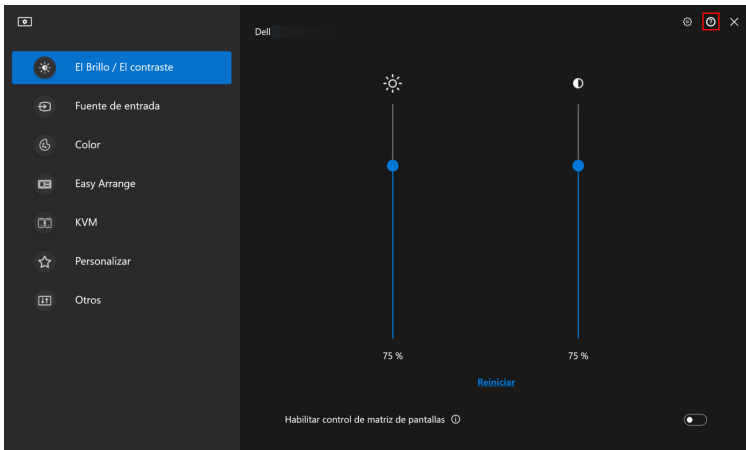 Dell
El Brillo / El contraste
Fuente de entrada
Color
Easy Arrange
KVM
Personalizar
Otros
75 %
75 %
Reiniciar
Habilitar control de matriz de pantallas